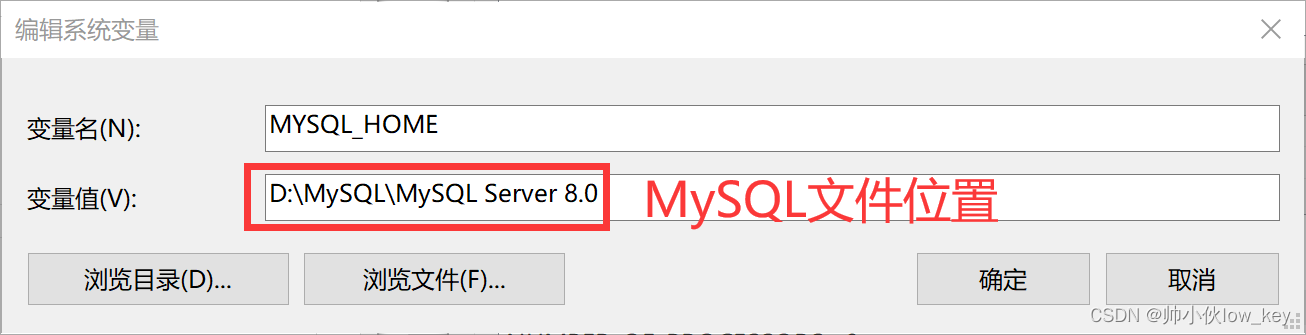 编辑系统变量
变量名(N):
MYSQL_HOME
变量值(V):
D:\MySQL\MySQL Server 8.0
MySQL文件位置
浏览目录(D)...
浏览文件(F)...
确定
取消
CSDN @帅小伙low_key